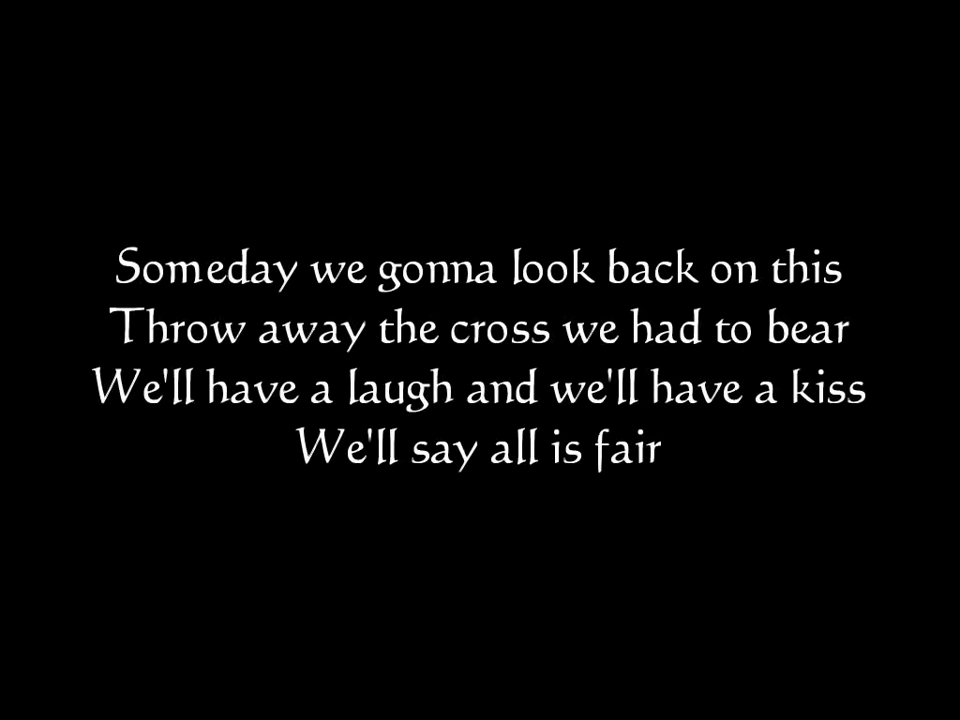 Someday we gonna look back on this
Throw away the cross we had to bear
We'll have a laugh and we'll have a kiss
We'll say all is fair